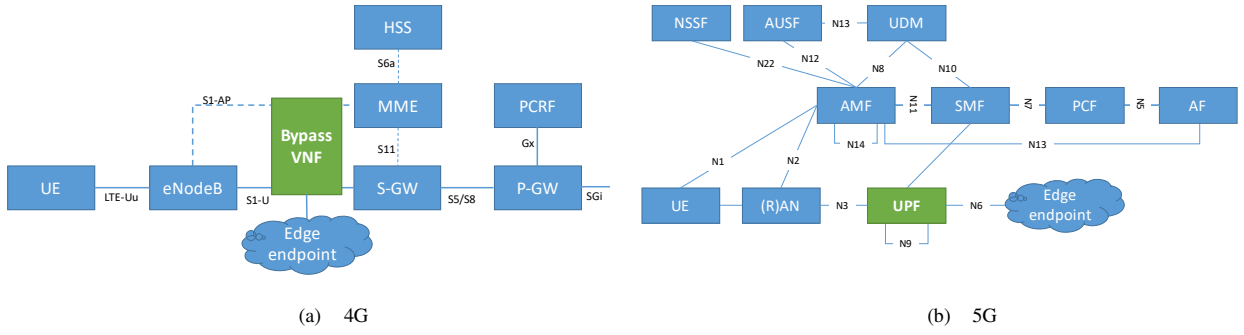 HSS
S6a
S1-AP
MME
PCRF
Bypass
VNF
S11
Gx
UE
eNodeB
S-GW
P-GW
LTE-Uu
S1-U
S5/S8
SGi
Edge
endpoint
(a) 4G
NSSF
AUSF
N13
UDM
N22
N12
N8
N10
AMF
N11
SMF
N7
PCF
N5
AF
N14
N13
N1
N2
UE
(R)AN
N3
UPF
N6
Edge
endpoint
N9
(b) 5G